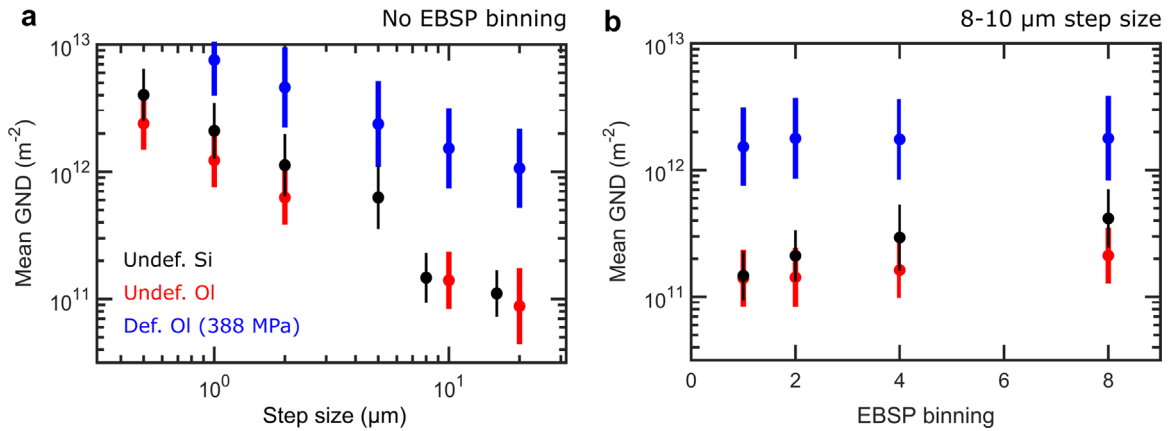 a
No EBSP binning
10^13
10^12
10^11
Mean GND (m^-2)
Undef. Si
Undef. Ol
Def. Ol (388 MPa)
10^0
10^1
Step size (µm)
b
8-10 µm step size
10^13
10^12
10^11
Mean GND (m^-2)
0
2
4
6
8
EBSP binning